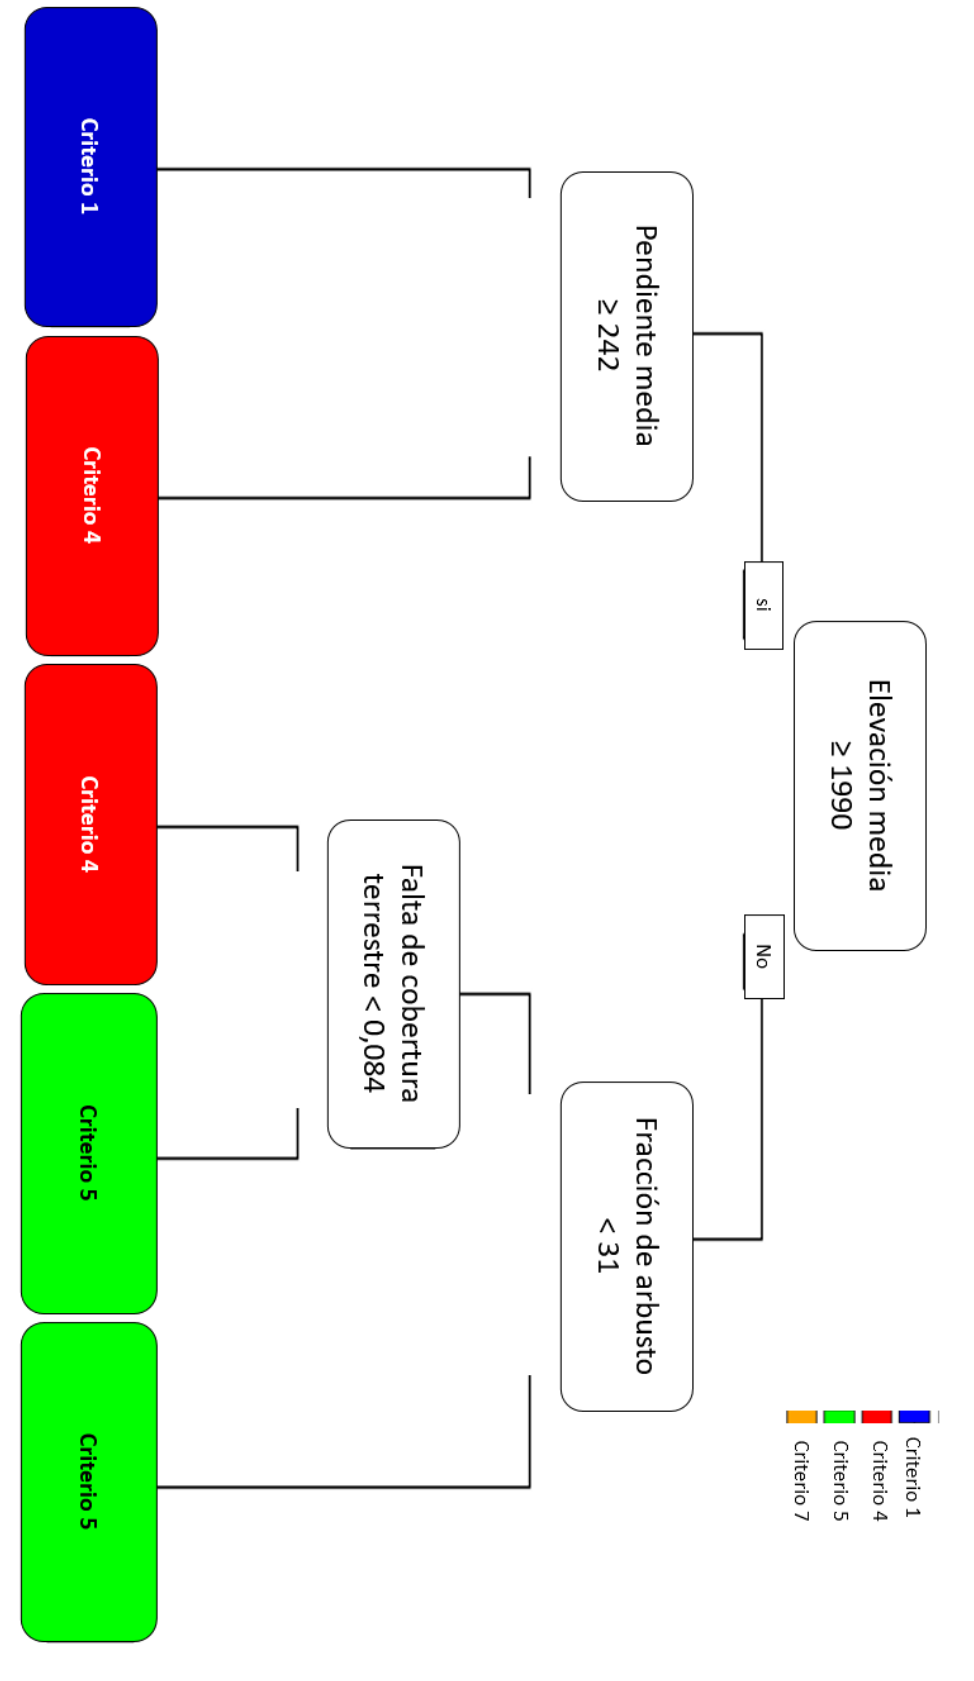 Elevación media
≥ 1990
si
No
Pendiente media
≥ 242
Fracción de arbusto
< 31
Falta de cobertura
terrestre < 0,084
Criterio 1
Criterio 4
Criterio 4
Criterio 5
Criterio 5
Criterio 1
Criterio 4
Criterio 5
Criterio 7